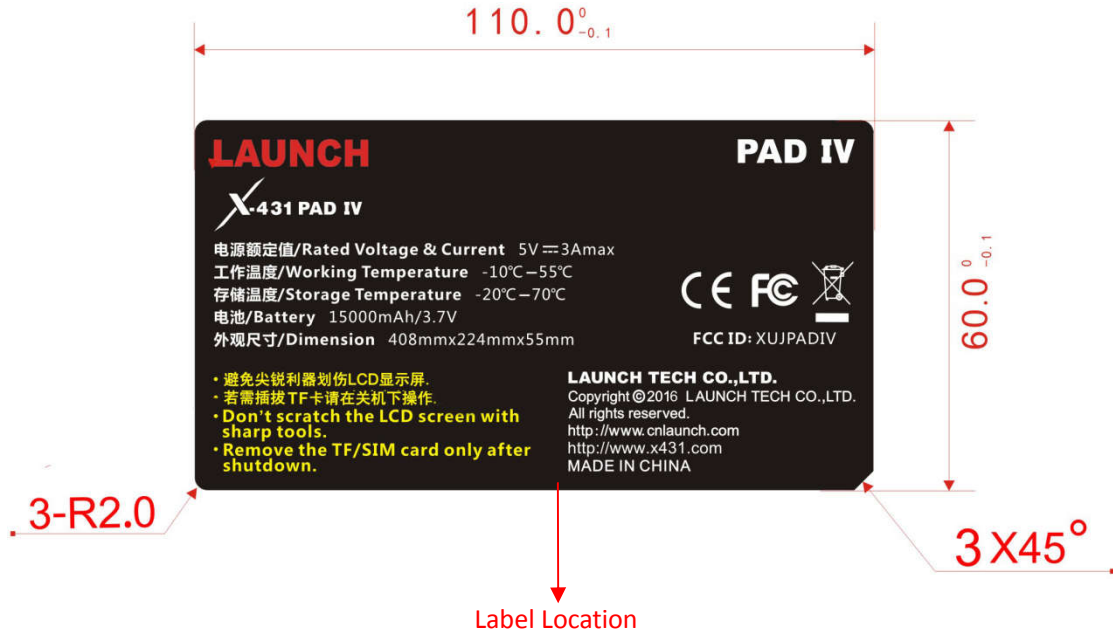 110.0 0 -0.1
LAUNCH
PAD IV
X-431 PAD IV
电源额定值/Rated Voltage & Current 5V⎓3Amax
工作温度/Working Temperature -10℃–55℃
存储温度/Storage Temperature -20℃–70℃
电池/Battery 15000mAh/3.7V
外观尺寸/Dimension 408mmx224mmx55mm
CE FC
FCC ID: XUJPADIV
60.0 0 -0.1
· 避免尖锐利器划伤LCD显示屏.
· 若需插拔TF卡请在关机下操作.
· Don't scratch the LCD screen with
sharp tools.
· Remove the TF/SIM card only after
shutdown.
LAUNCH TECH CO.,LTD.
Copyright ©2016 LAUNCH TECH CO.,LTD.
All rights reserved.
http://www.cnlaunch.com
http://www.x431.com
MADE IN CHINA
3-R2.0
3 X45°
Label Location